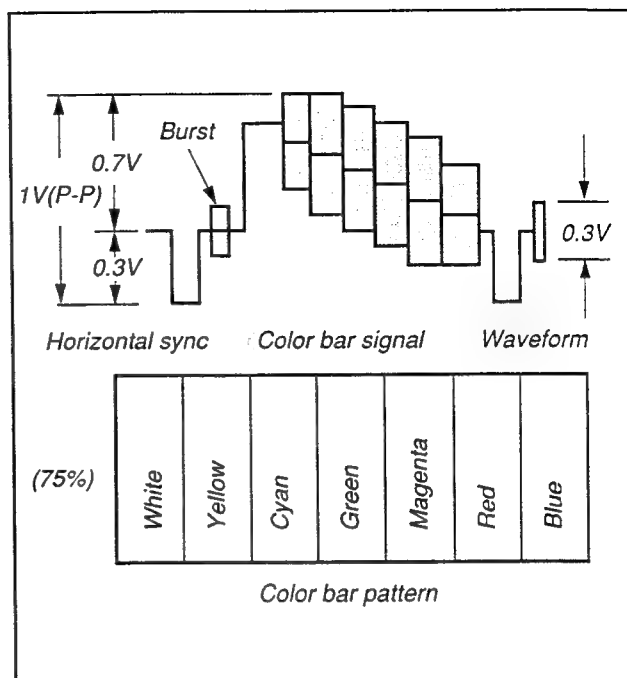 Burst
0.7V
1V(P-P)
0.3V
0.3V
Horizontal sync
Color bar signal
Waveform
(75%)
White
Yellow
Cyan
Green
Magenta
Red
Blue
Color bar pattern